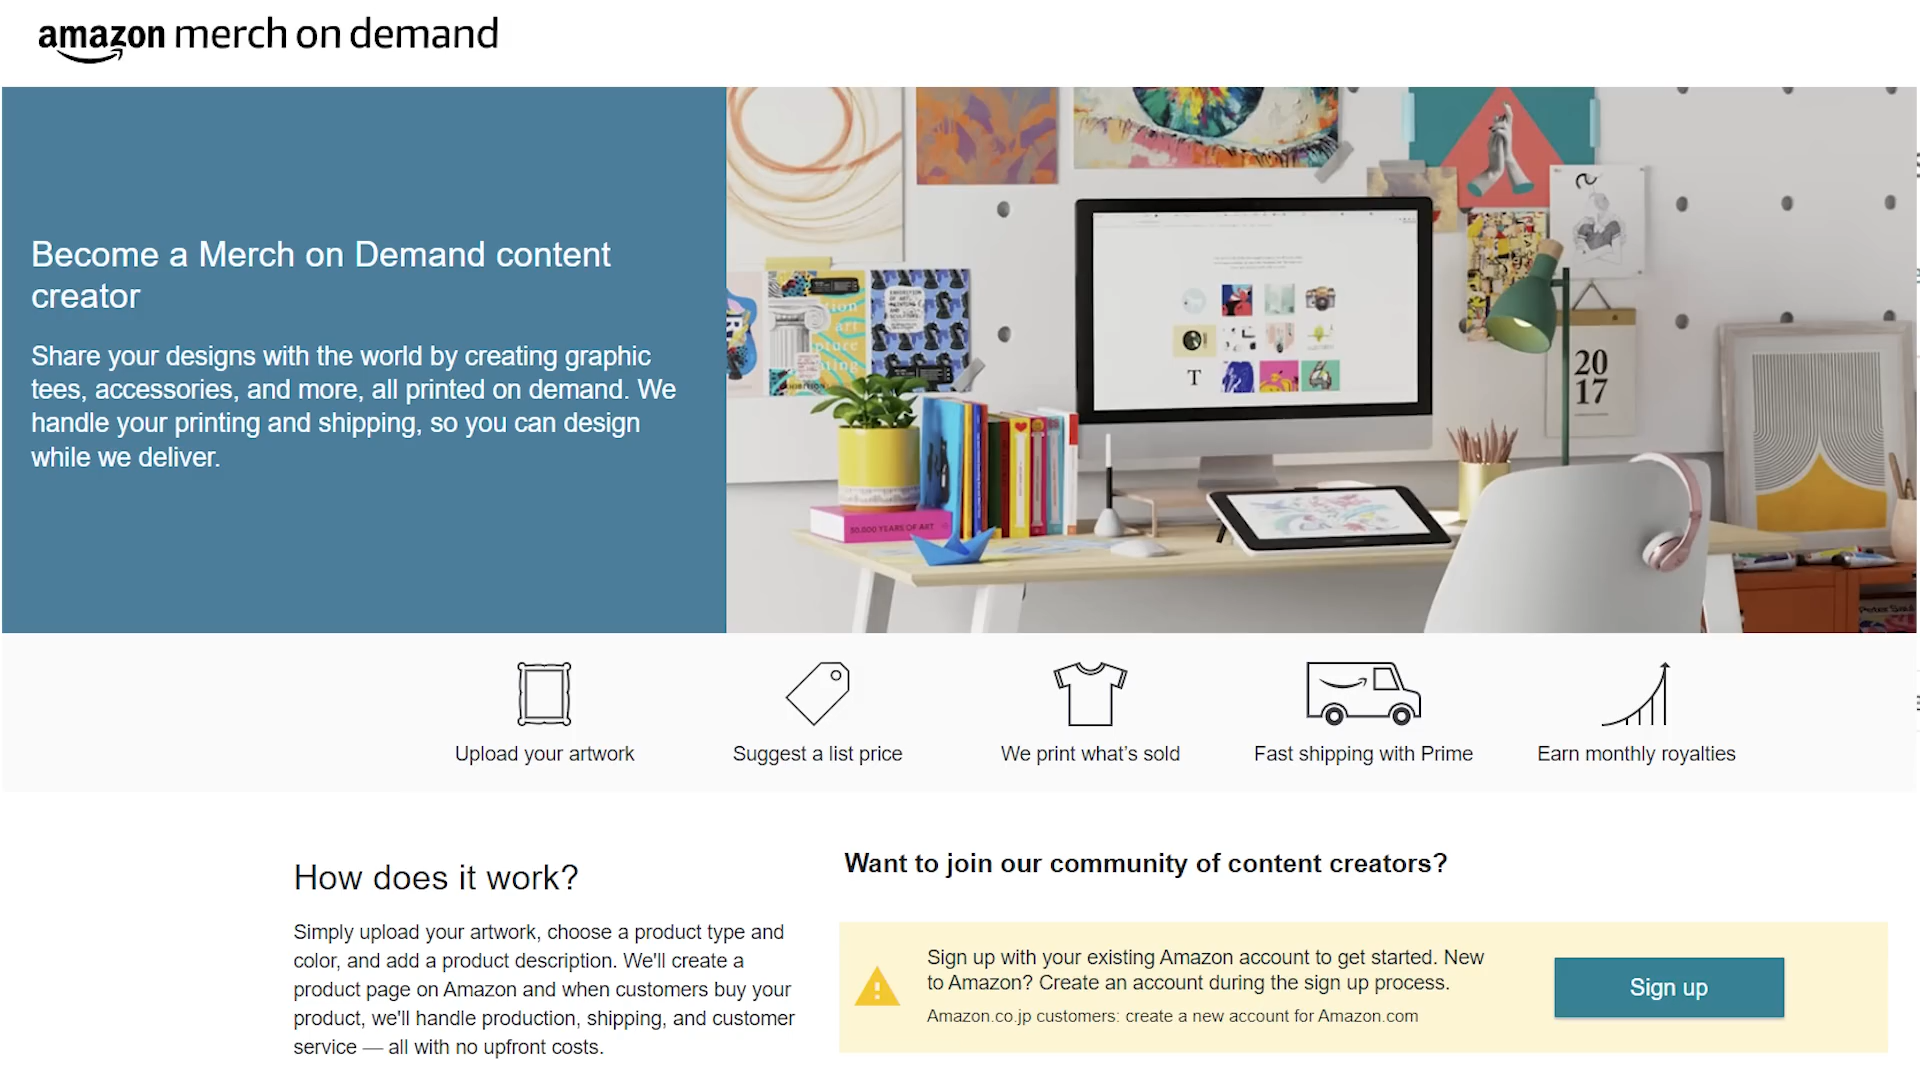 amazon merch on demand
Become a Merch on Demand content
creator
Share your designs with the world by creating graphic
tees, accessories, and more, all printed on demand. We
handle your printing and shipping, so you can design
while we deliver.
30.000 YEARS OF ART
T
20
17
Upload your artwork
Suggest a list price
We print what’s sold
Fast shipping with Prime
Earn monthly royalties
How does it work?
Simply upload your artwork, choose a product type and
color, and add a product description. We'll create a
product page on Amazon and when customers buy your
product, we'll handle production, shipping, and customer
service — all with no upfront costs.
Want to join our community of content creators?
Sign up with your existing Amazon account to get started. New
to Amazon? Create an account during the sign up process.
Amazon.co.jp customers: create a new account for Amazon.com
Sign up